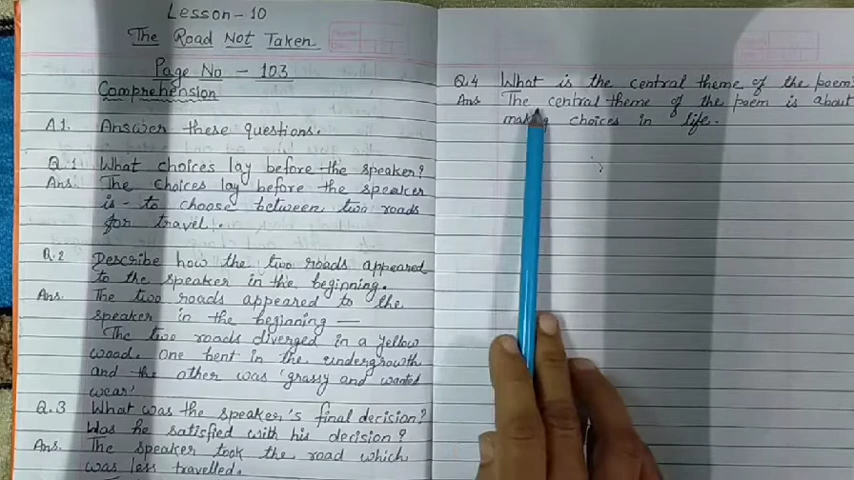 Lesson - 10
The Road Not Taken
Page No - 103
Comprehension
A1. Answer these questions.
Q.1 What choices lay before the speaker?
Ans. The choices lay before the speaker
is - to choose between two roads
for travel.
Q.2 Describe how the two roads appeared
to the speaker in the beginning.
Ans. The two roads appeared to the
speaker in the beginning —
The two roads diverged in a yellow
wood. One bent in the undergrowth
and the other was 'grassy and wanted
wear'
Q.3 What was the speaker's final decision?
Was he satisfied with his decision?
Ans. The speaker took the road which
was less travelled.
Q.4 What is the central theme of the poem?
Ans The central theme of the poem is about
making choices in life.